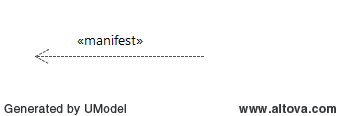 «manifest»
Generated by UModel
www.altova.com